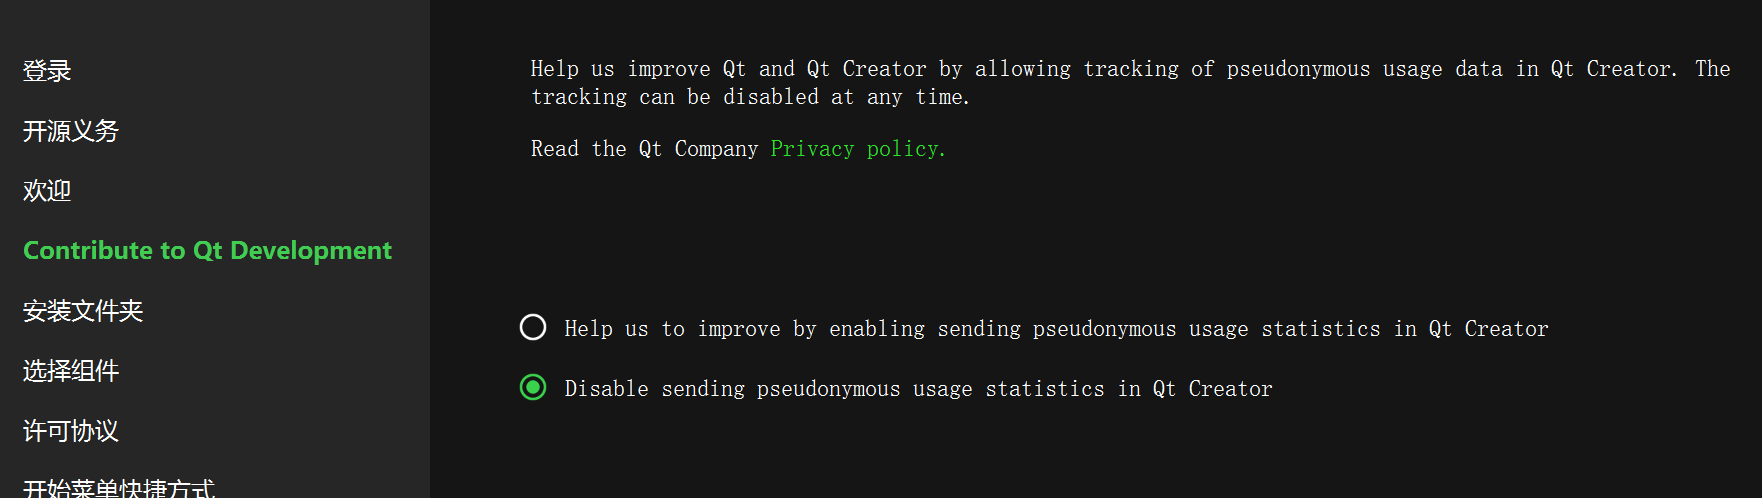 登录
开源义务
欢迎
Contribute to Qt Development
安装文件夹
选择组件
许可协议
开始菜单快捷方式
Help us improve Qt and Qt Creator by allowing tracking of pseudonymous usage data in Qt Creator. The
tracking can be disabled at any time.
Read the Qt Company Privacy policy.
Help us to improve by enabling sending pseudonymous usage statistics in Qt Creator
Disable sending pseudonymous usage statistics in Qt Creator